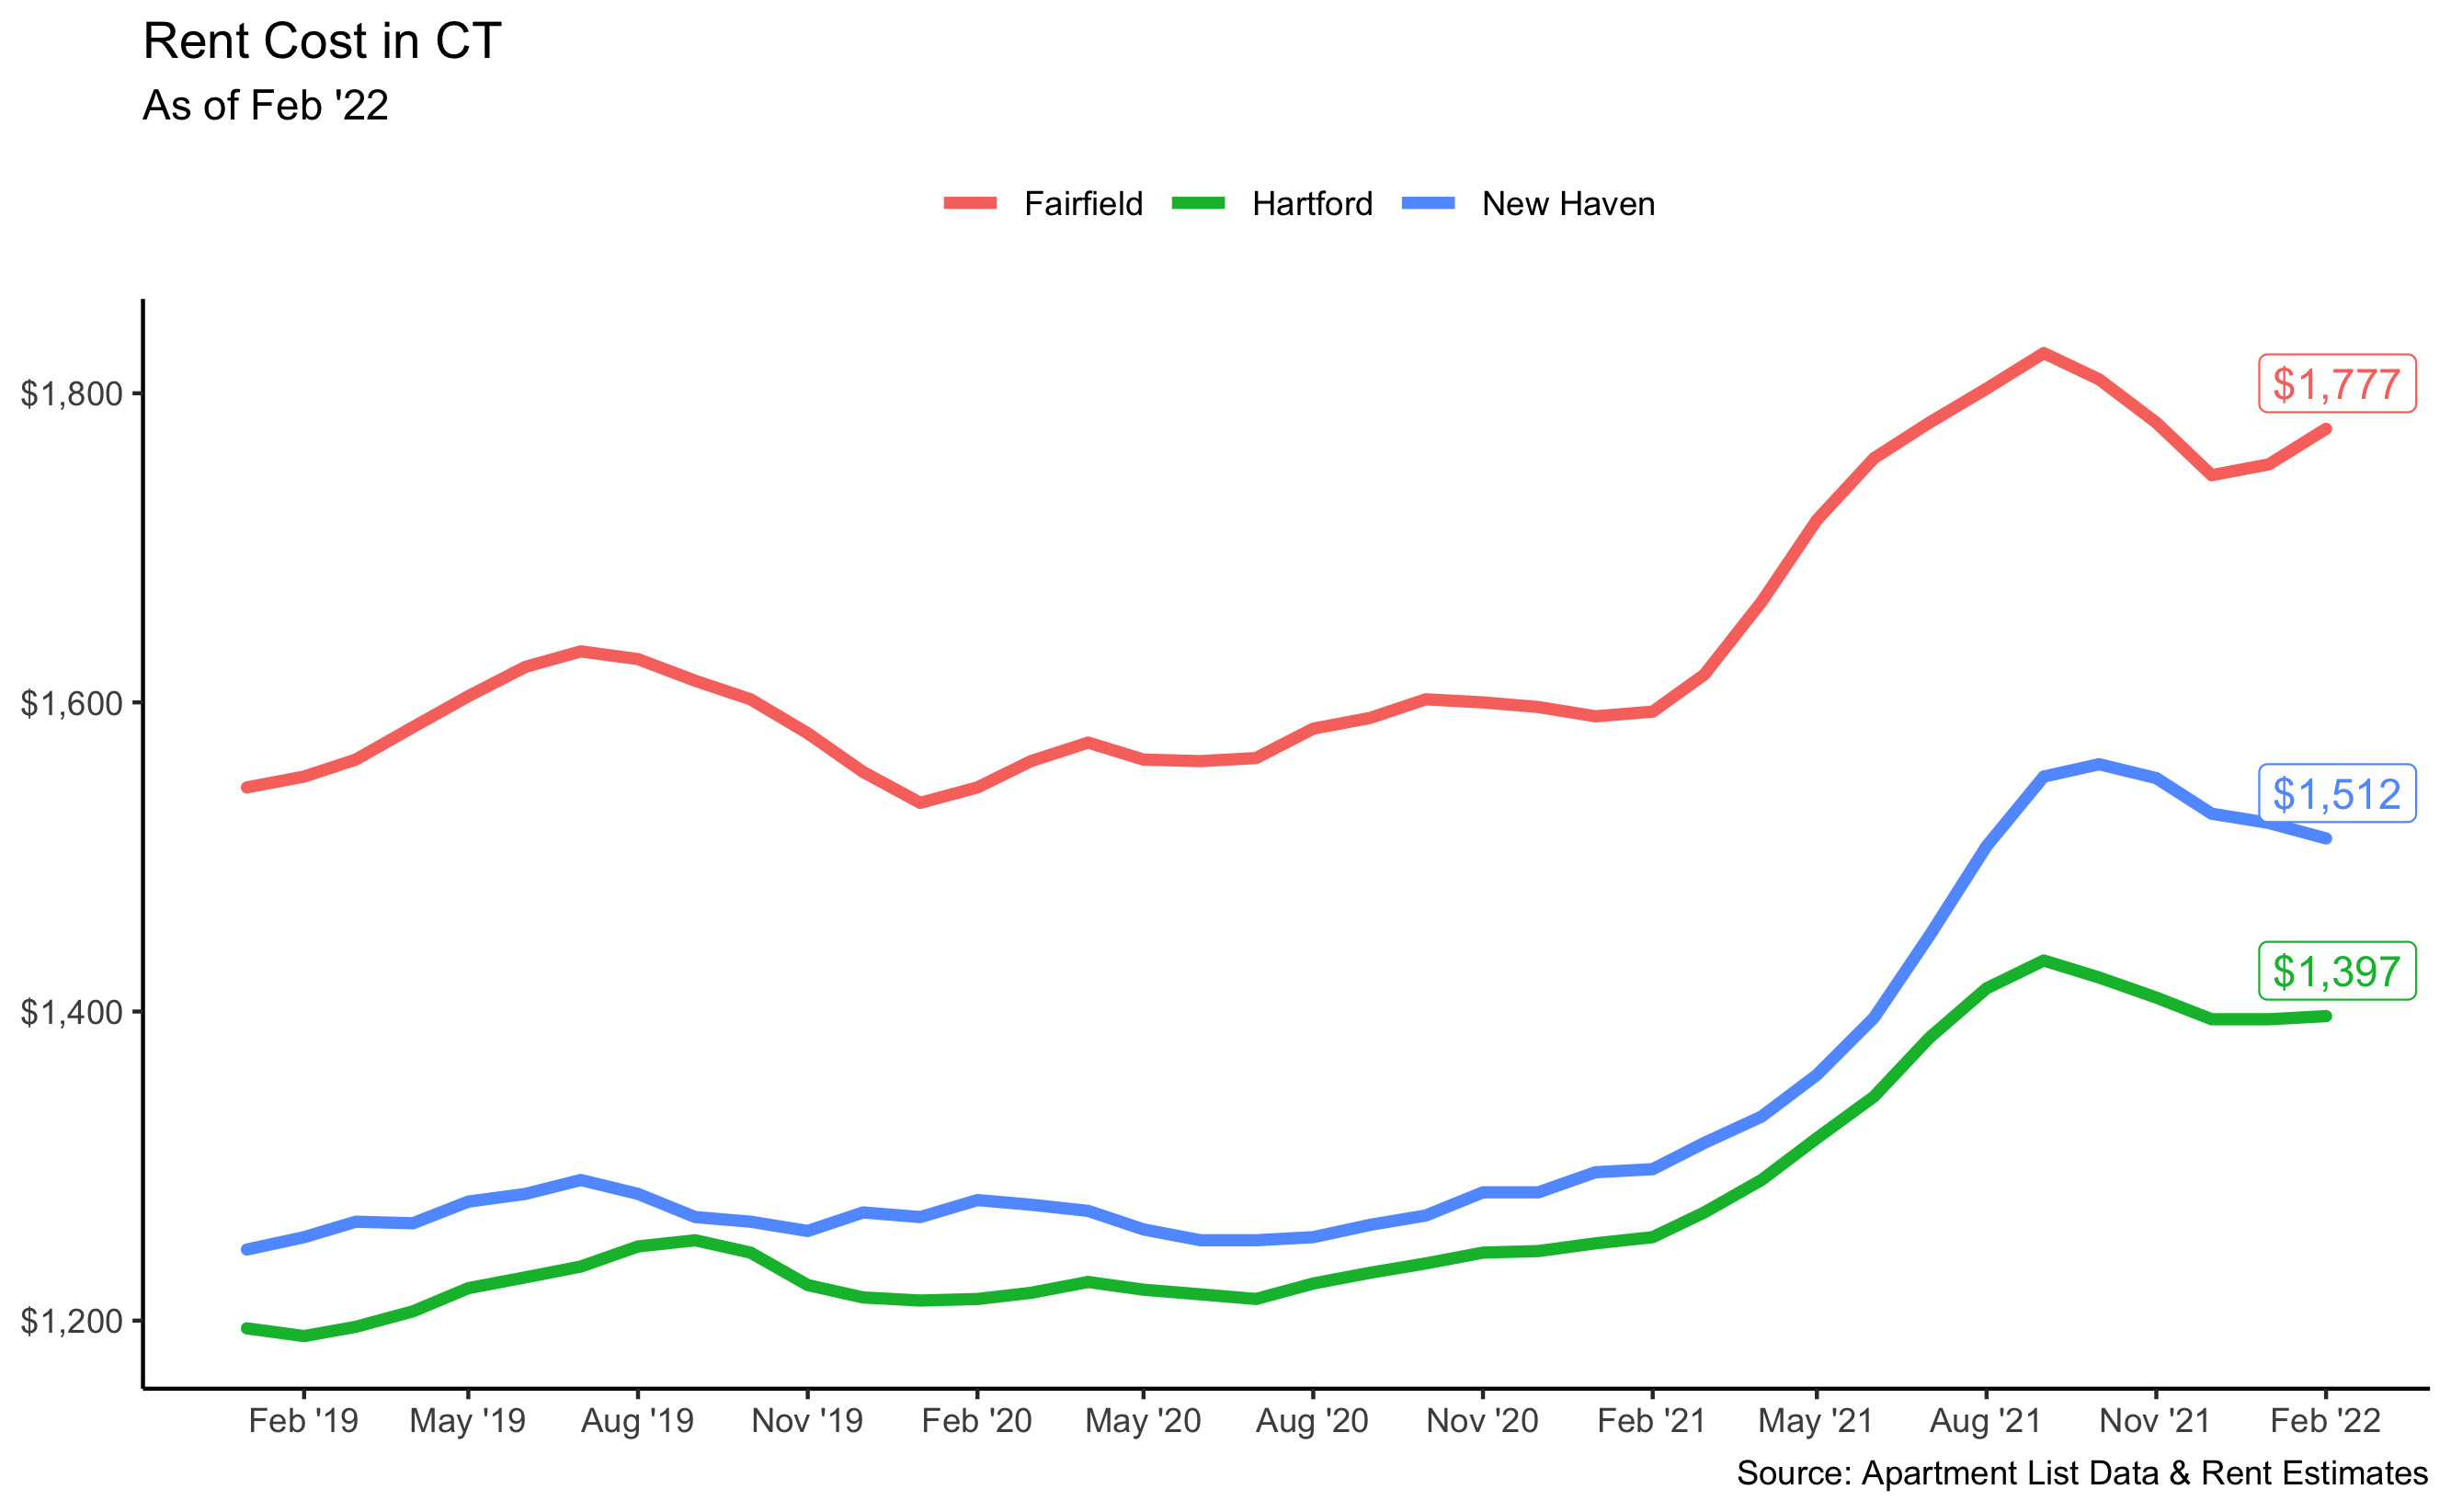 Rent Cost in CT
As of Feb '22
Fairfield Hartford New Haven
$1,800
$1,777
$1,600
$1,512
$1,400
$1,397
$1,200
Feb '19 May '19 Aug '19 Nov '19 Feb '20 May '20 Aug '20 Nov '20 Feb '21 May '21 Aug '21 Nov '21 Feb '22
Source: Apartment List Data & Rent Estimates